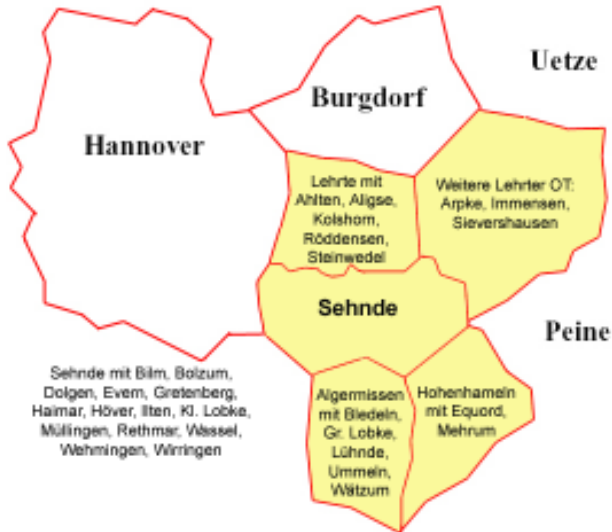 Uetze
Burgdorf
Hannover
Lehrte mit
Ahlten, Aligse,
Kolshorn,
Röddensen,
Steinwedel
Weitere Lehrter OT:
Arpke, Immensen,
Sievershausen
Sehnde
Peine
Sehnde mit Bilm, Bolzum,
Dolgen, Evern, Gretenberg,
Haimar, Höver, Ilten, Kl. Lobke,
Müllingen, Rethmar, Wassel,
Wehmingen, Wirringen
Algermissen
mit Bledeln,
Gr. Lobke,
Lühnde,
Ummeln,
Wätzum
Hohenhameln
mit Equord,
Mehrum